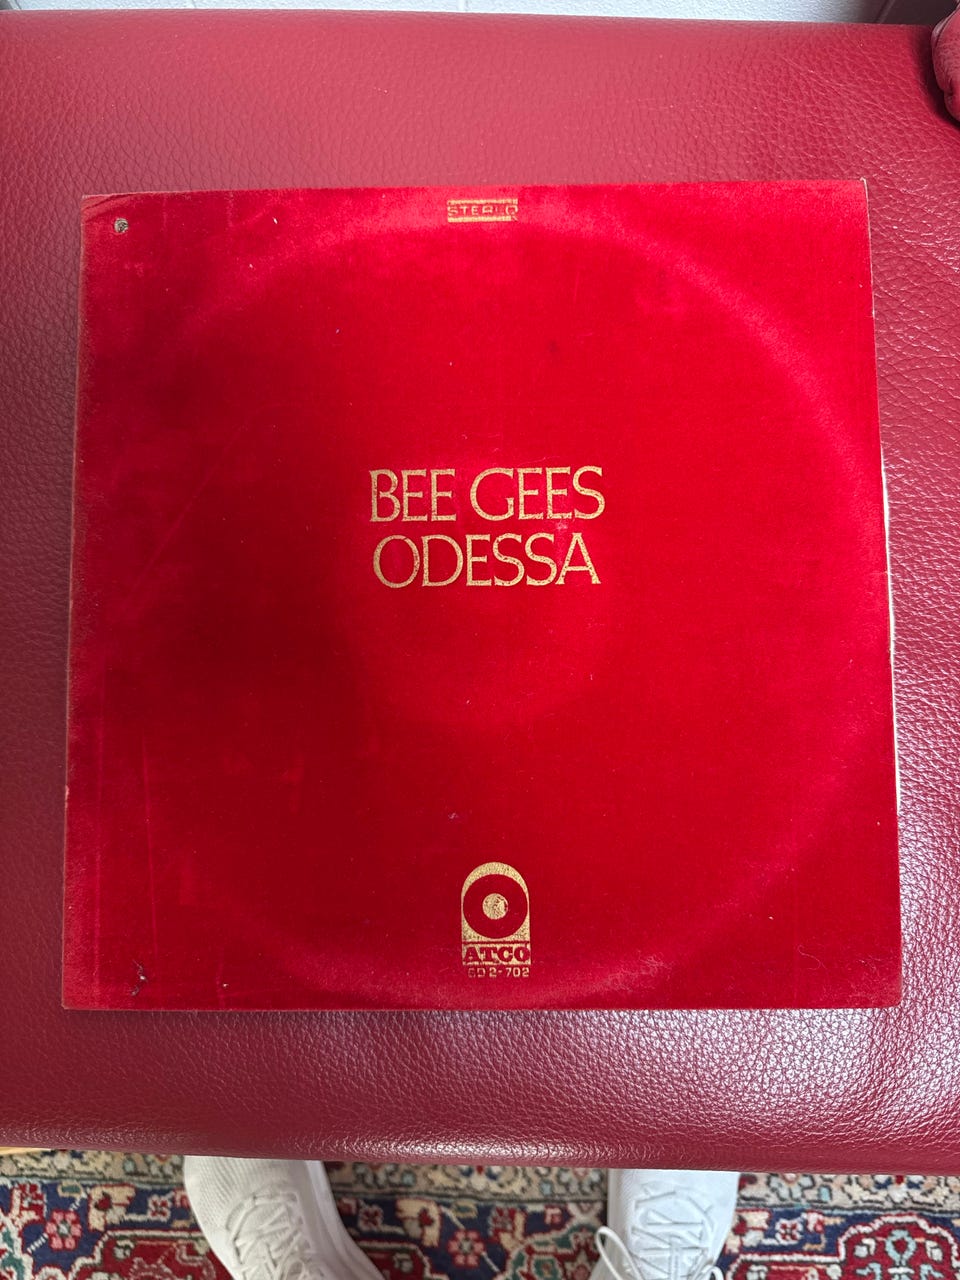 STEREO
BEE GEES
ODESSA
ATCO
SD 2-702